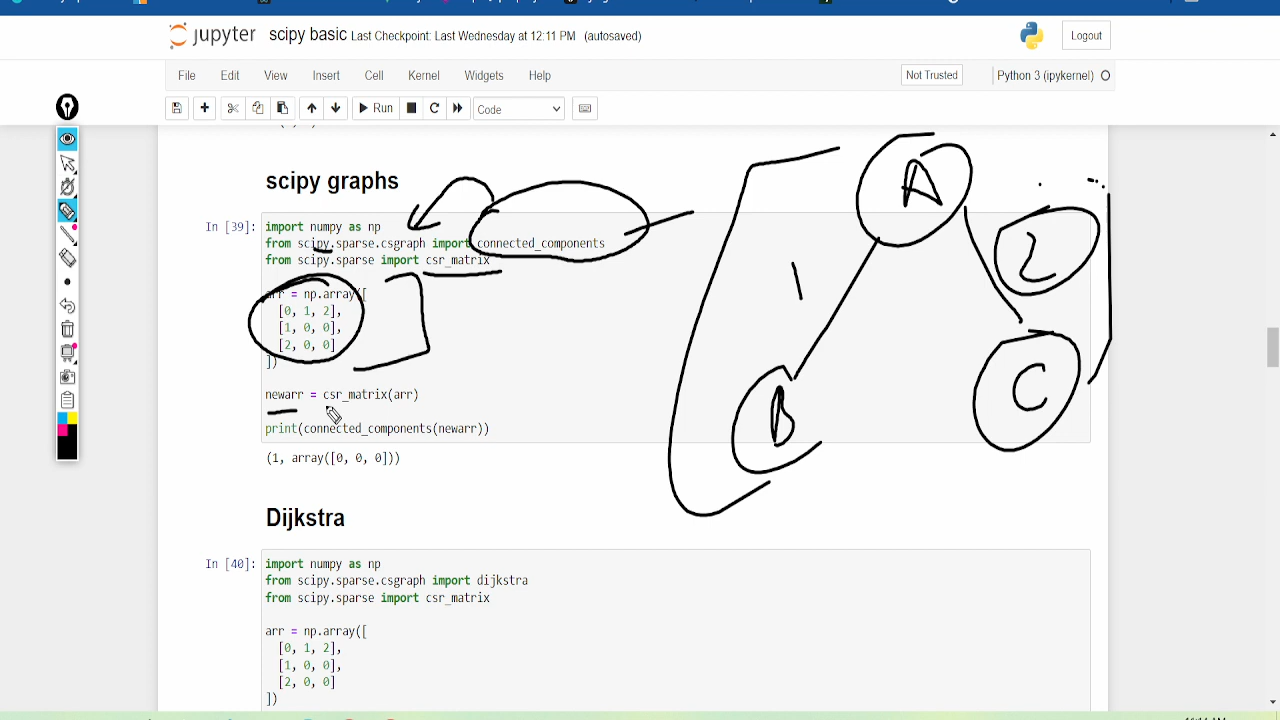 jupyter scipy basic Last Checkpoint: Last Wednesday at 12:11 PM (autosaved)
Logout
File Edit View Insert Cell Kernel Widgets Help
Not Trusted
Python 3 (ipykernel)
Run
Code
scipy graphs
In [39]:
import numpy as np
from scipy.sparse.csgraph import connected_components
from scipy.sparse import csr_matrix
arr = np.array([
[0, 1, 2],
[1, 0, 0],
[2, 0, 0]
])
newarr = csr_matrix(arr)
print(connected_components(newarr))
(1, array([0, 0, 0]))
A
1
2
B
C
Dijkstra
In [40]:
import numpy as np
from scipy.sparse.csgraph import dijkstra
from scipy.sparse import csr_matrix
arr = np.array([
[0, 1, 2],
[1, 0, 0],
[2, 0, 0]
])